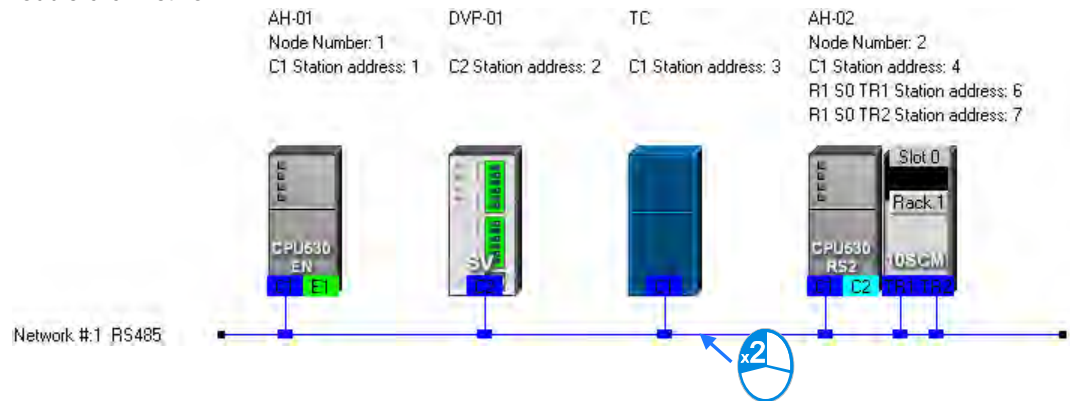 AH-01
Node Number: 1
C1 Station address: 1
DVP-01
C2 Station address: 2
TC
C1 Station address: 3
AH-02
Node Number: 2
C1 Station address: 4
R1 S0 TR1 Station address: 6
R1 S0 TR2 Station address: 7
CPU530
EN
C1 E1
SV
C2
C1
CPU530
RS2
C1 C2
Slot 0
Rack 1
10SCM
TR1 TR2
Network #:1 RS485
x2